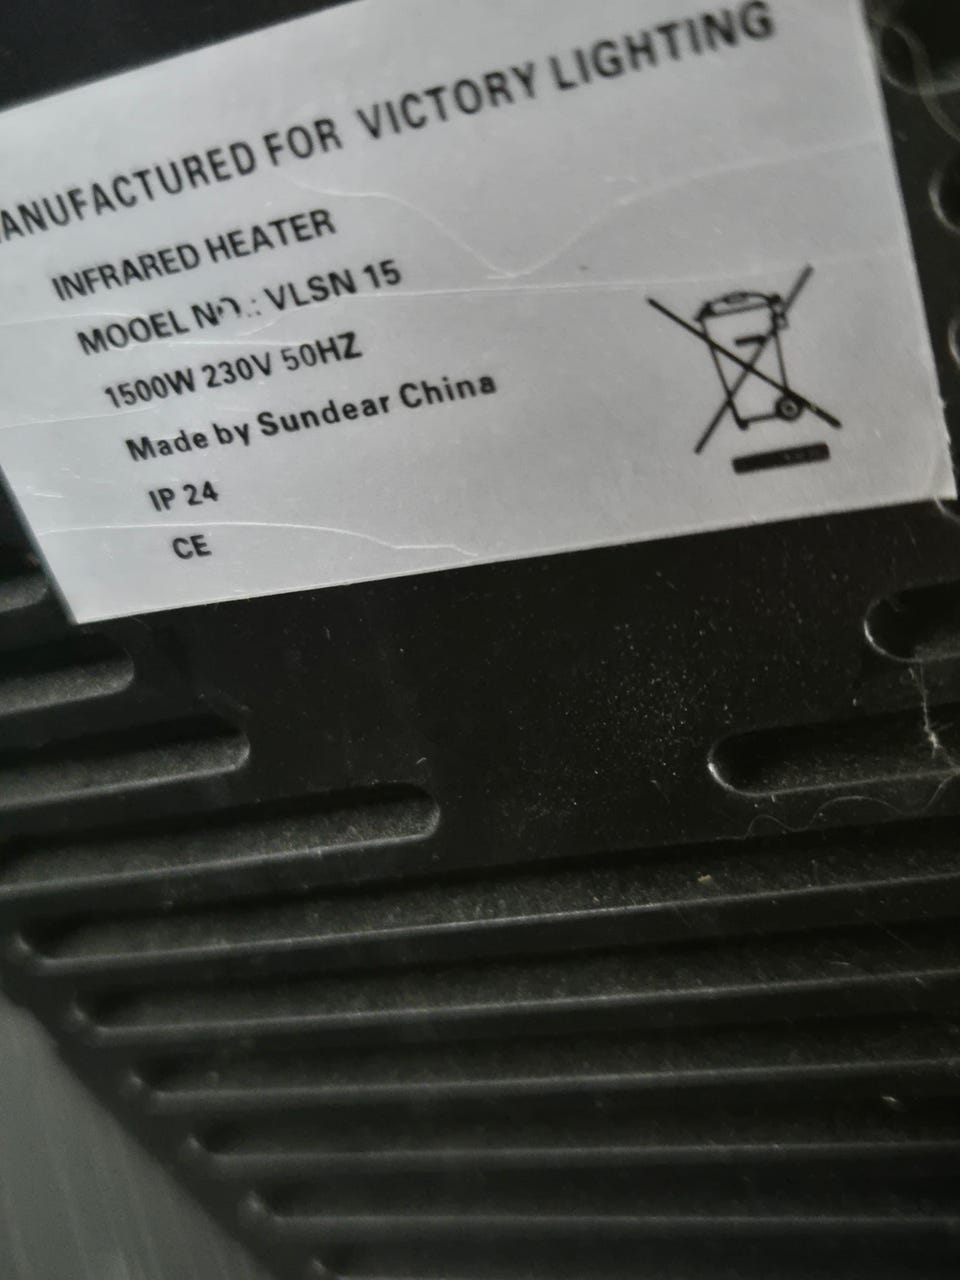 MANUFACTURED FOR VICTORY LIGHTING
INFRARED HEATER
MOOEL NO.: VLSN 15
1500W 230V 50HZ
Made by Sundear China
IP 24
CE